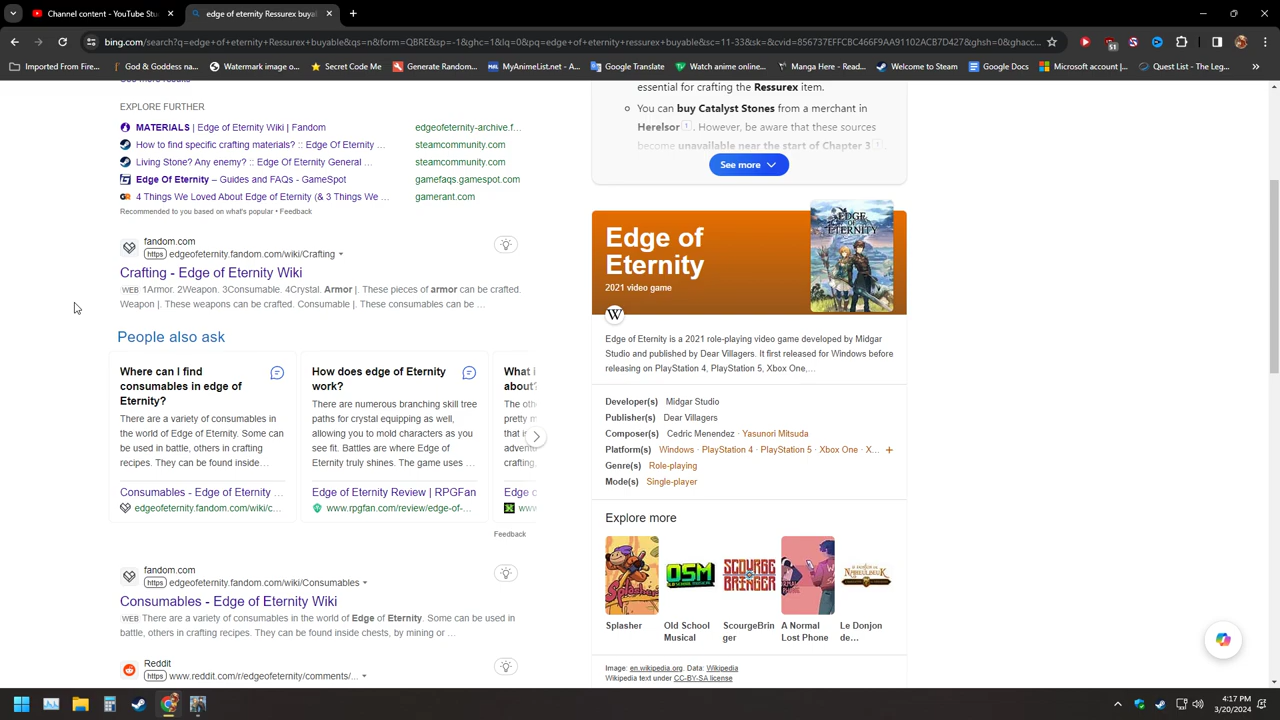 Channel content - YouTube Stu
edge of eternity Ressurex buyab
bing.com/search?q=edge+of+eternity+Ressurex+buyable&qs=n&form=QBRE&sp=-1&ghc=1&lq=0&pq=edge+of+eternity+ressurex+buyable&sc=11-33&sk=&cvid=856737EFFCBC466F9AA91102ACB7D427&ghsh=0&ghacc...
51
Imported From Fire...
God & Goddess na...
Watermark image o...
Secret Code Me
Generate Random...
MyAnimeList.net - A...
Google Translate
Watch anime online...
Manga Here - Read...
Welcome to Steam
Google Docs
Microsoft account |...
Quest List - The Leg...
EXPLORE FURTHER
MATERIALS | Edge of Eternity Wiki | Fandom edgeofeternity-archive.f...
How to find specific crafting materials? :: Edge Of Eternity ... steamcommunity.com
Living Stone? Any enemy? :: Edge Of Eternity General ... steamcommunity.com
Edge Of Eternity – Guides and FAQs - GameSpot gamefaqs.gamespot.com
4 Things We Loved About Edge of Eternity (& 3 Things We ... gamerant.com
Recommended to you based on what's popular • Feedback
fandom.com
https edgeofeternity.fandom.com/wiki/Crafting
Crafting - Edge of Eternity Wiki
WEB 1Armor. 2Weapon. 3Consumable. 4Crystal. Armor |. These pieces of armor can be crafted.
Weapon |. These weapons can be crafted. Consumable |. These consumables can be ...
People also ask
Where can I find
consumables in edge of
Eternity?
There are a variety of consumables in
the world of Edge of Eternity. Some can
be used in battle, others in crafting
recipes. They can be found inside...
Consumables - Edge of Eternity ...
edgeofeternity.fandom.com/wiki/c...
How does edge of Eternity
work?
There are numerous branching skill tree
paths for crystal equipping as well,
allowing you to mold characters as you
see fit. Battles are where Edge of
Eternity truly shines. The game uses ...
Edge of Eternity Review | RPGFan
www.rpgfan.com/review/edge-of-...
What i
about?
The oth
pretty m
that i
advent
crafting.
Edge c
www
Feedback
fandom.com
https edgeofeternity.fandom.com/wiki/Consumables
Consumables - Edge of Eternity Wiki
WEB There are a variety of consumables in the world of Edge of Eternity. Some can be used in
battle, others in crafting recipes. They can be found inside chests, by mining or ...
Reddit
https www.reddit.com/r/edgeofeternity/comments/...
essential for crafting the Ressurex item.
You can buy Catalyst Stones from a merchant in
Herelsor 1 . However, be aware that these sources
become unavailable near the start of Chapter 3 1 .
See more
Edge of
Eternity
2021 video game
EDGE
OF
ETERNITY
W
Edge of Eternity is a 2021 role-playing video game developed by Midgar
Studio and published by Dear Villagers. It first released for Windows before
releasing on PlayStation 4, PlayStation 5, Xbox One,...
Developer(s) Midgar Studio
Publisher(s) Dear Villagers
Composer(s) Cedric Menendez · Yasunori Mitsuda
Platform(s) Windows · PlayStation 4 · PlayStation 5 · Xbox One · X... +
Genre(s) Role-playing
Mode(s) Single-player
Explore more
Splasher
OSM
SCOURGE
BRINGER
Splasher
Old School
Musical
ScourgeBrin
ger
A Normal
Lost Phone
Le Donjon
de...
Image: en.wikipedia.org. Data: Wikipedia
Wikipedia text under CC-BY-SA license
4:17 PM
3/20/2024